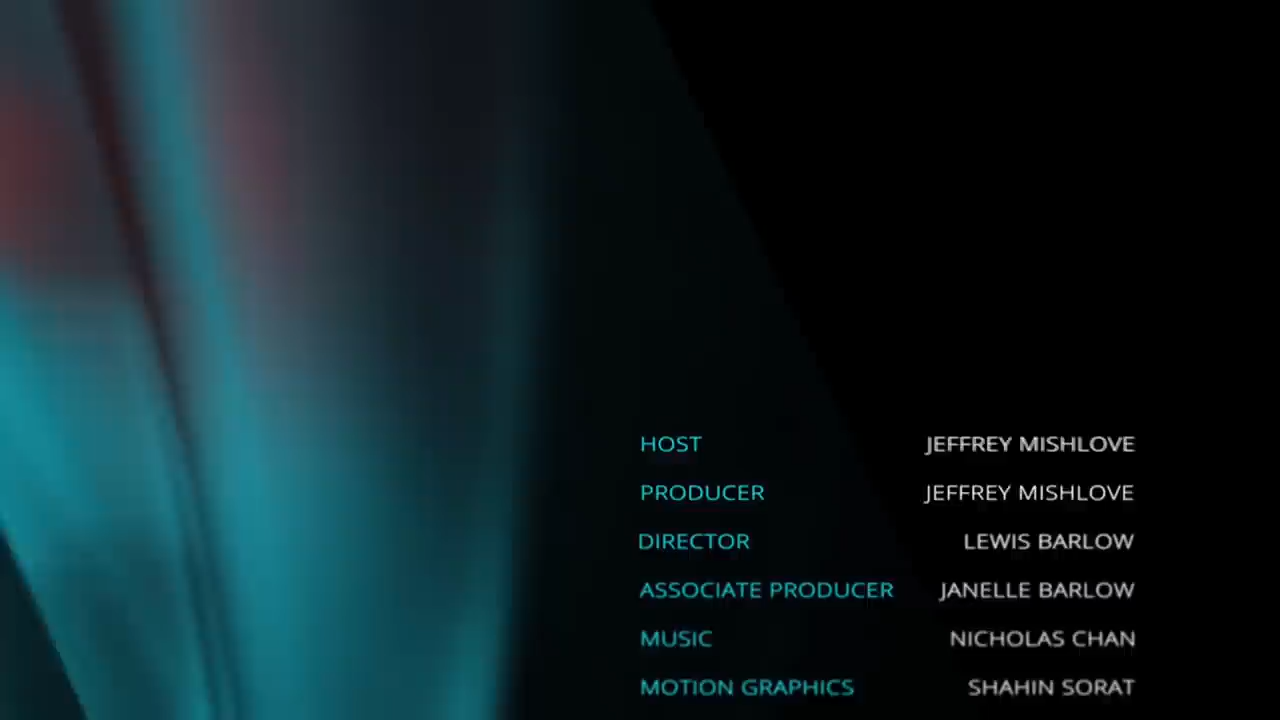 HOST JEFFREY MISHLOVE
PRODUCER JEFFREY MISHLOVE
DIRECTOR LEWIS BARLOW
ASSOCIATE PRODUCER JANELLE BARLOW
MUSIC NICHOLAS CHAN
MOTION GRAPHICS SHAHIN SORAT